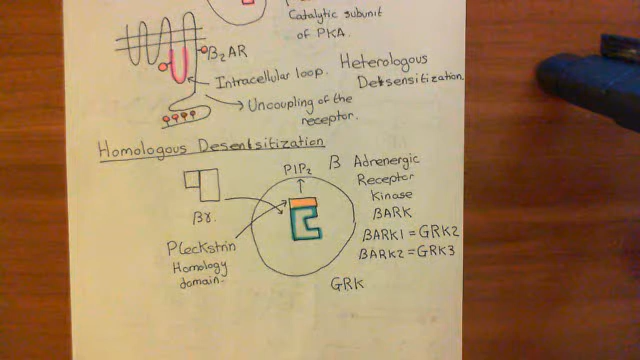 Catalytic subunit
of PKA.
β₂AR
Intracellular loop.
Heterologous
Desensitization.
Uncoupling of the
receptor.
Homologous Desensitization
PIP₂
βγ.
Pleckstrin
Homology
domain.
β Adrenergic
Receptor
Kinase
βARK
βARK1 = GRK2
βARK2 = GRK3
GRK